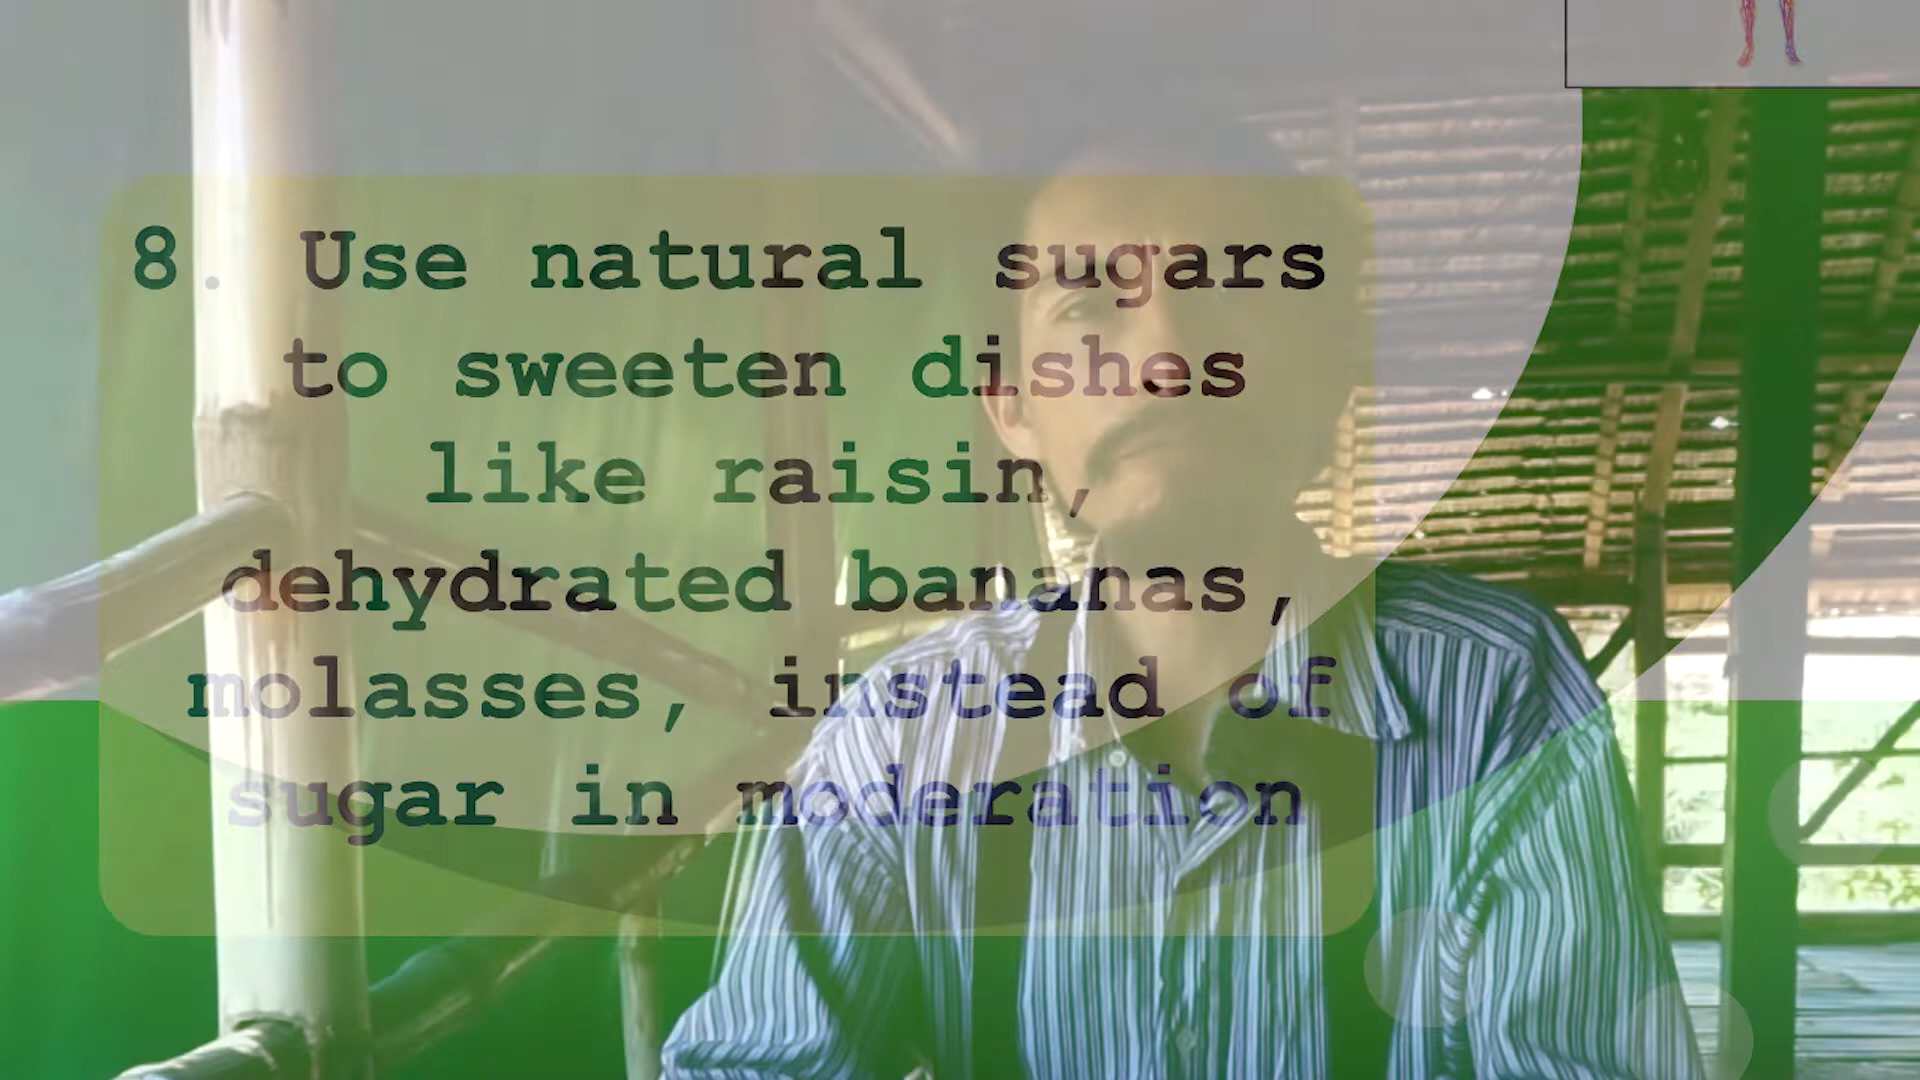 8. Use natural sugars
to sweeten dishes
like raisin,
dehydrated bananas,
molasses, instead of
sugar in moderation